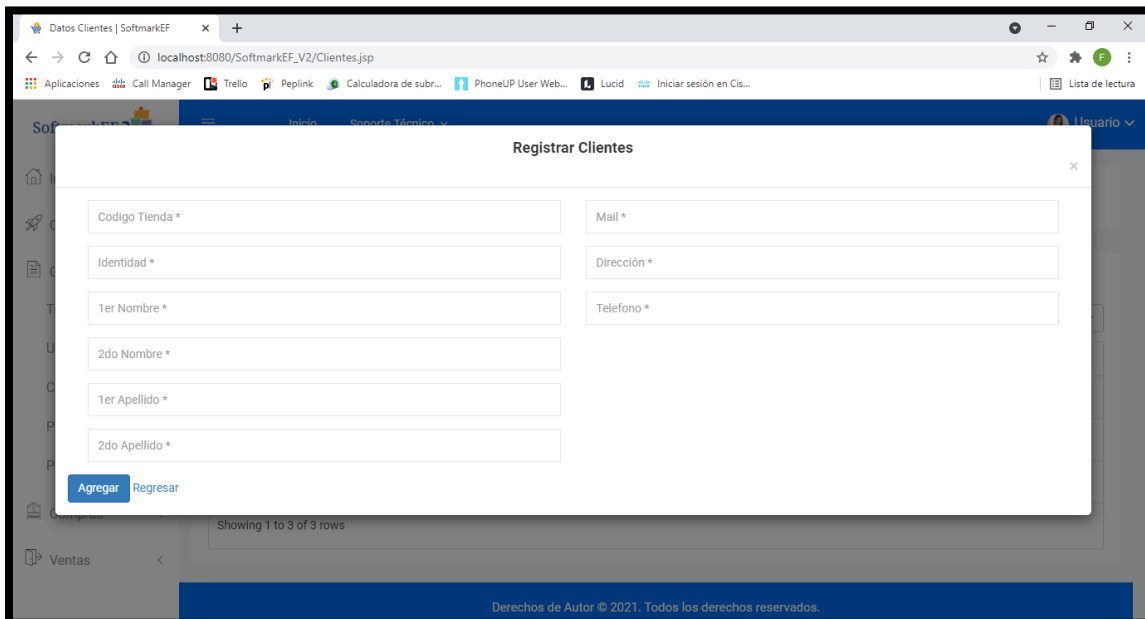 Datos Clientes | SoftmarkEF
localhost:8080/SoftmarkEF_V2/Clientes.jsp
F
Aplicaciones Call Manager Trello Peplink Calculadora de subr... PhoneUP User Web... Lucid Iniciar sesión en Cis... Lista de lectura
Inicio Soporte Técnico Usuario
Registrar Clientes
×
Codigo Tienda * Mail *
Identidad * Dirección *
1er Nombre * Telefono *
2do Nombre *
1er Apellido *
2do Apellido *
Agregar Regresar
Compras
Showing 1 to 3 of 3 rows
Ventas
Derechos de Autor © 2021. Todos los derechos reservados.